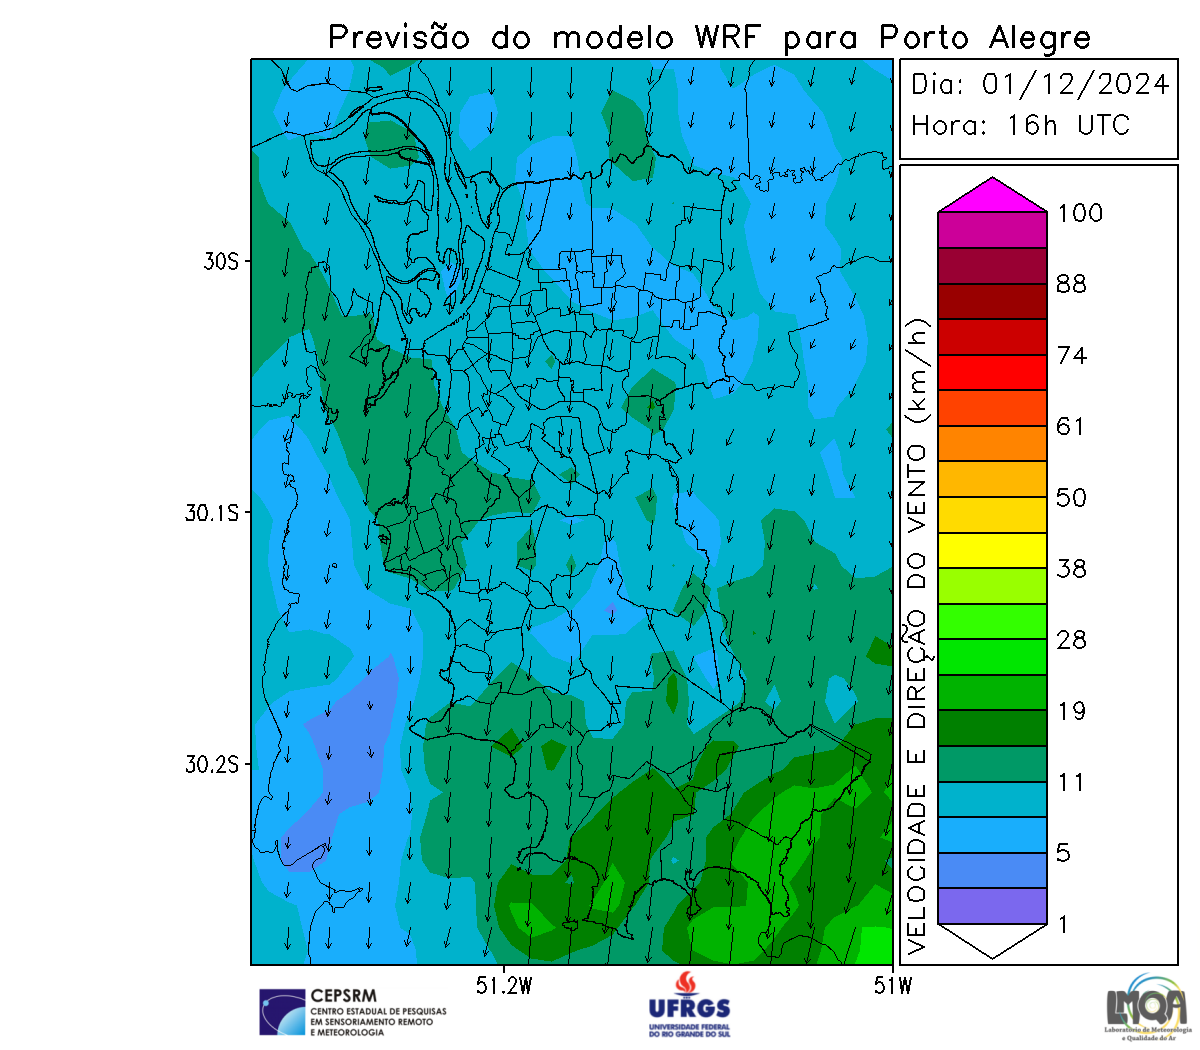 Previsão do modelo WRF para Porto Alegre
Dia: 01/12/2024
Hora: 16h UTC
100
88
74
61
50
38
28
19
11
5
1
VELOCIDADE E DIREÇÃO DO VENTO (km/h)
30S
30.1S
30.2S
51.2W
51W
CEPSRM
CENTRO ESTADUAL DE PESQUISAS
EM SENSORIAMENTO REMOTO
E METEOROLOGIA
UFRGS
UNIVERSIDADE FEDERAL
DO RIO GRANDE DO SUL
LMQA
Laboratório de Meteorologia
e Qualidade do Ar